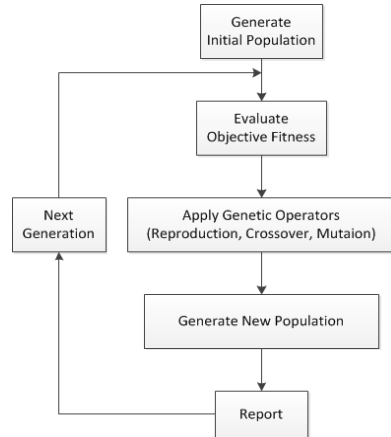 Generate
Initial Population
Evaluate
Objective Fitness
Next
Generation
Apply Genetic Operators
(Reproduction, Crossover, Mutaion)
Generate New Population
Report